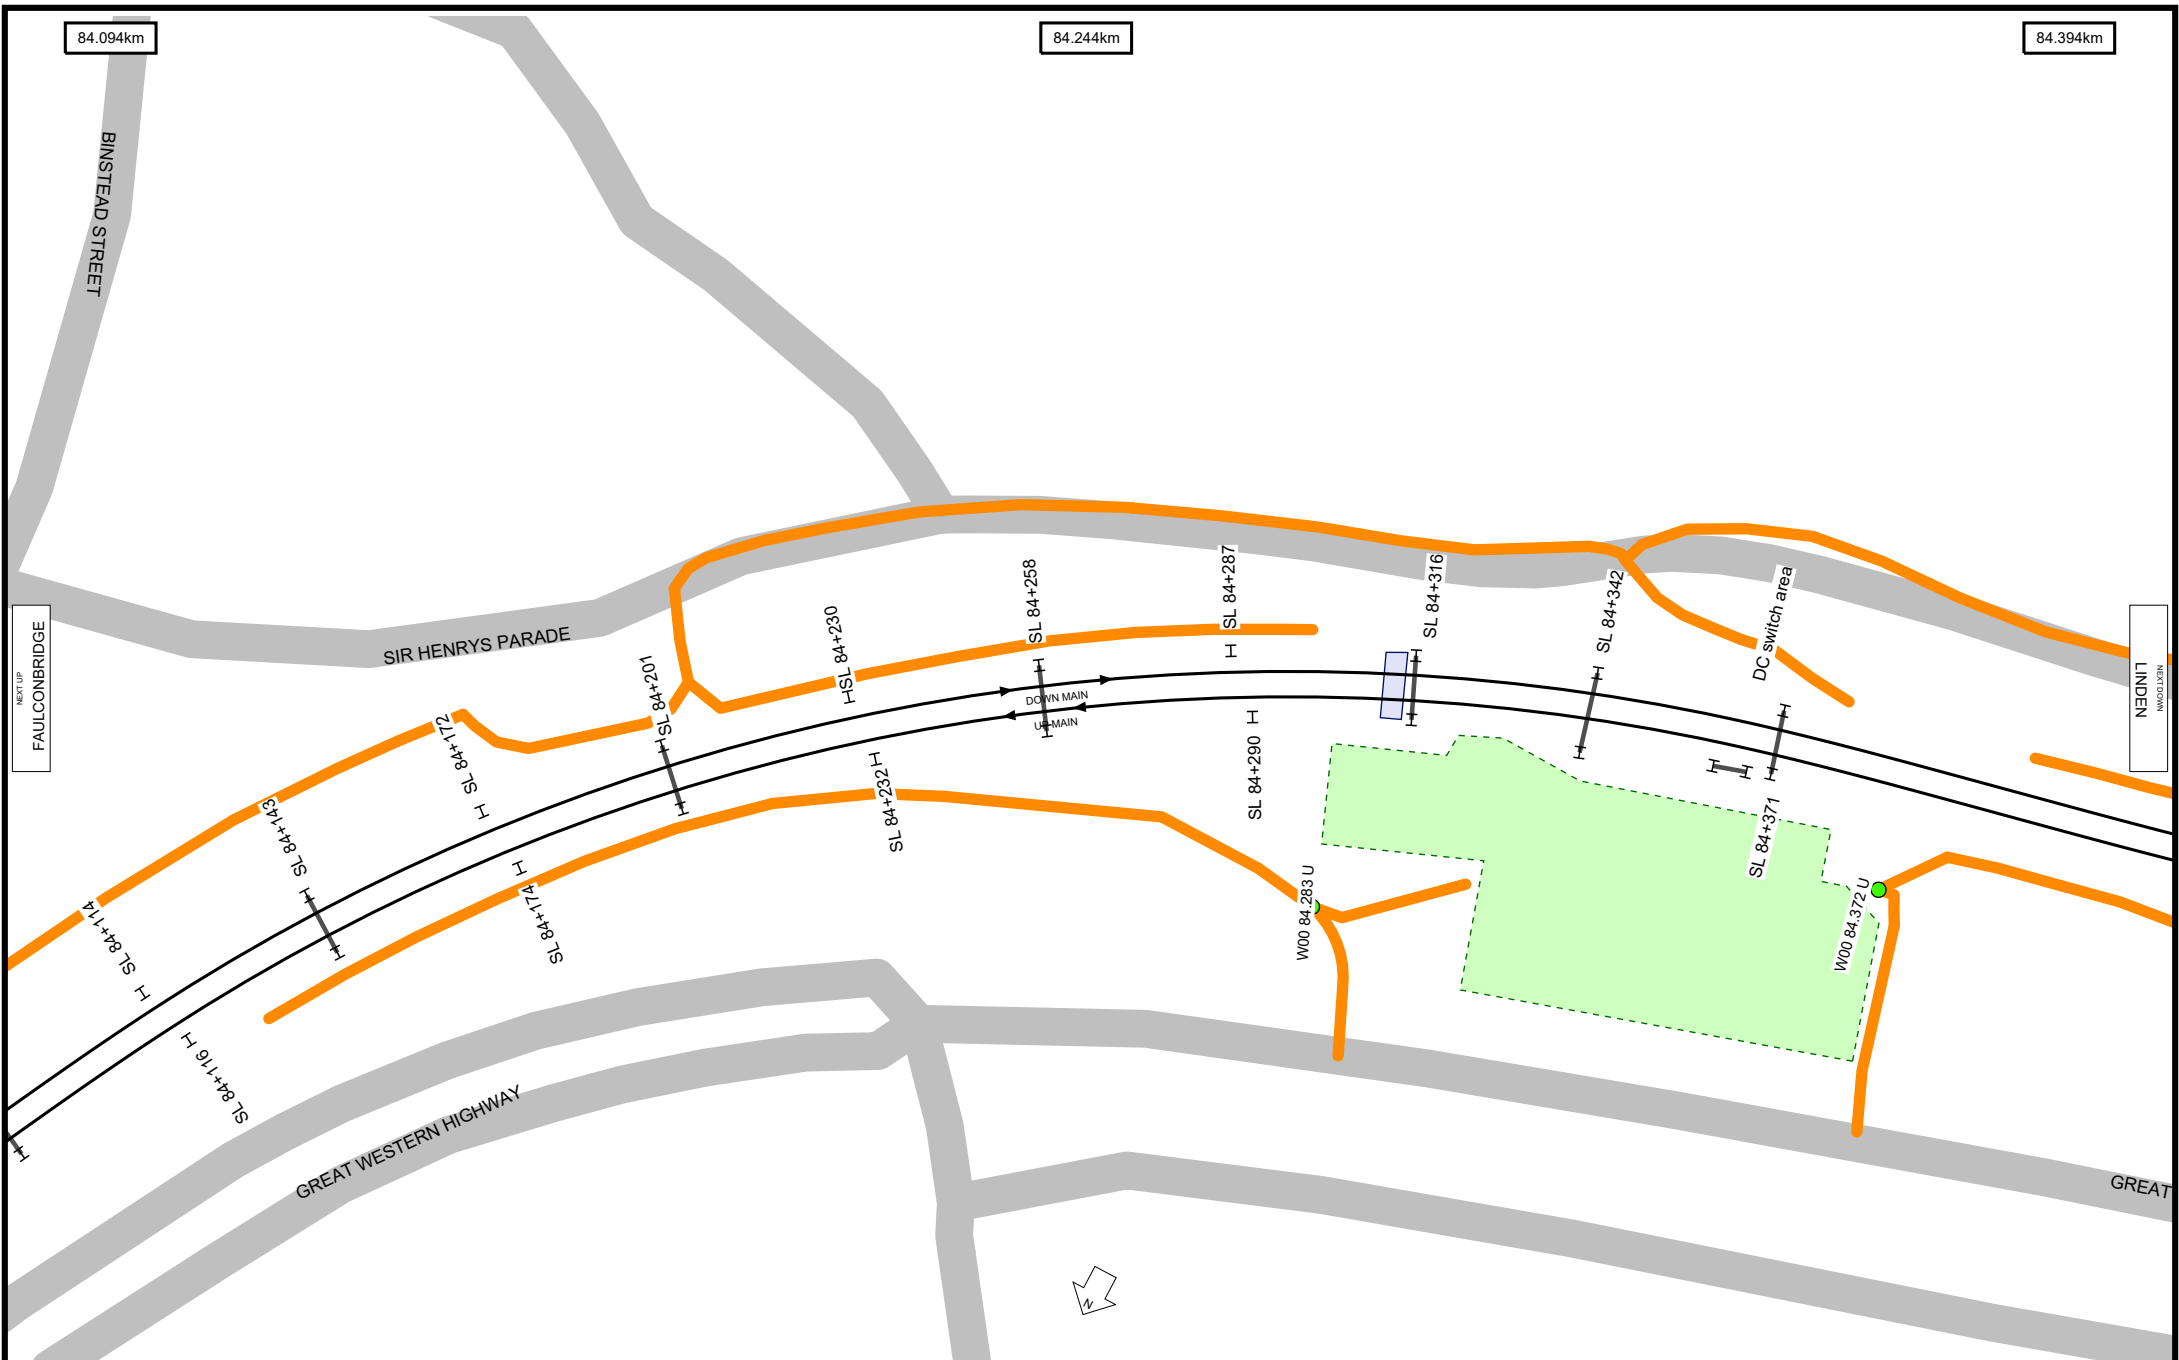 84.094km
84.244km
84.394km
BINSTEAD STREET
SIR HENRYS PARADE
NEXT UP
FAULCONBRIDGE
NEXT DOWN
LINDEN
SL 84+114
SL 84+143
SL 84+172
SL 84+201
SL 84+230
SL 84+258
SL 84+287
SL 84+316
SL 84+342
DC switch area
DOWN MAIN
UP MAIN
SL 84+116
SL 84+174
SL 84+232
SL 84+290
SL 84+371
W00 84.283 U
W00 84.372 U
GREAT WESTERN HIGHWAY
GREAT
N